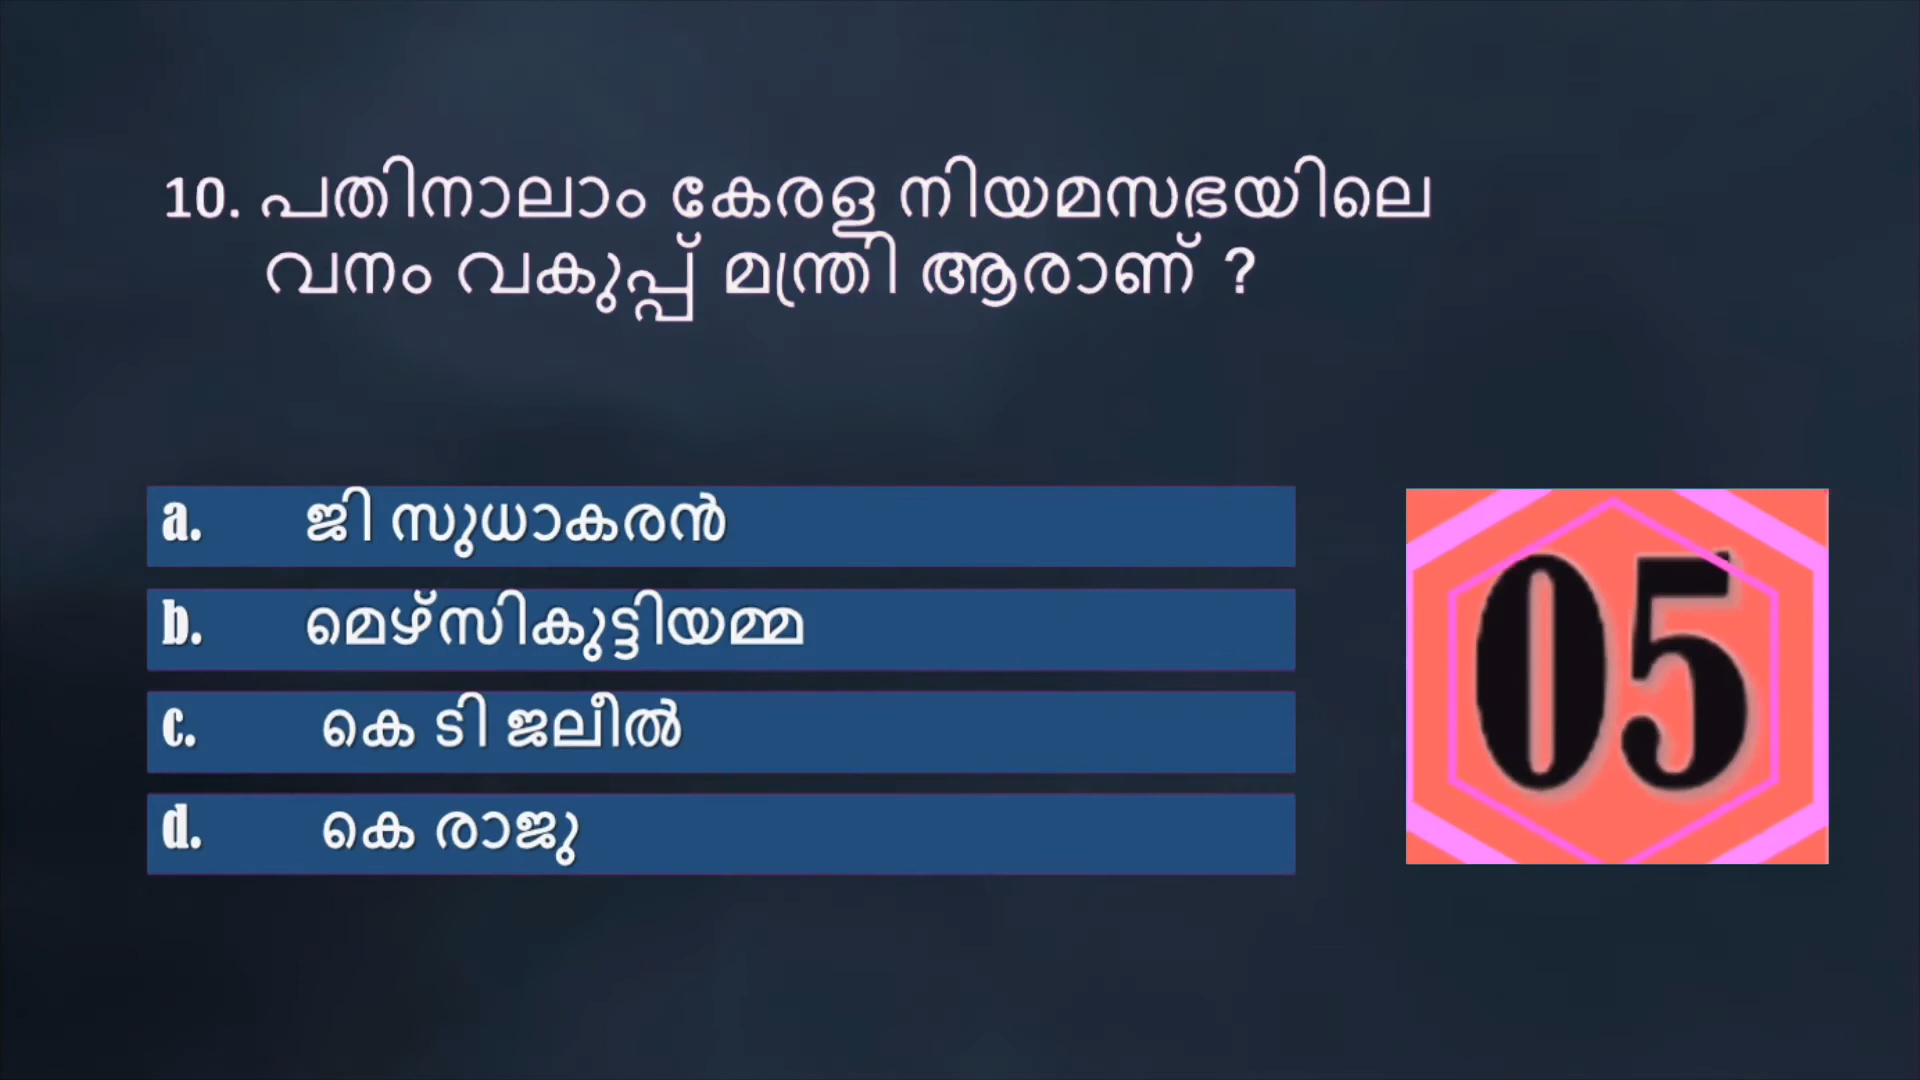 10. പതിനാലാം കേരള നിയമസഭയിലെ
വനം വകുപ്പ് മന്ത്രി ആരാണ് ?
a. ജി സുധാകരൻ
b. മെഴ്സികുട്ടിയമ്മ
c. കെ ടി ജലീൽ
d. കെ രാജു
05